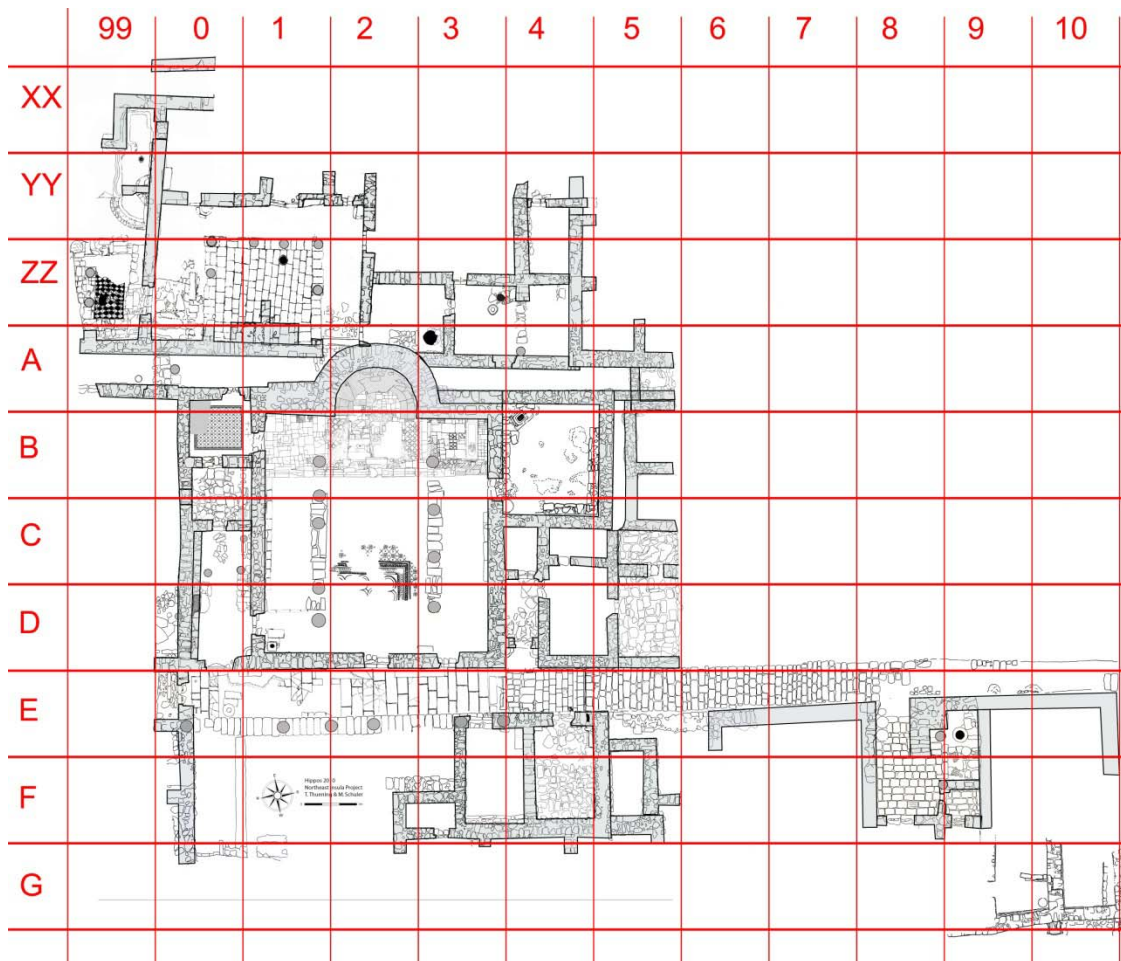 99 0 1 2 3 4 5 6 7 8 9 10
XX
YY
ZZ
A
B
C
D
E
F
G
Hippos 2010
Northeast Insula Project
T. Thunning & M. Schuler